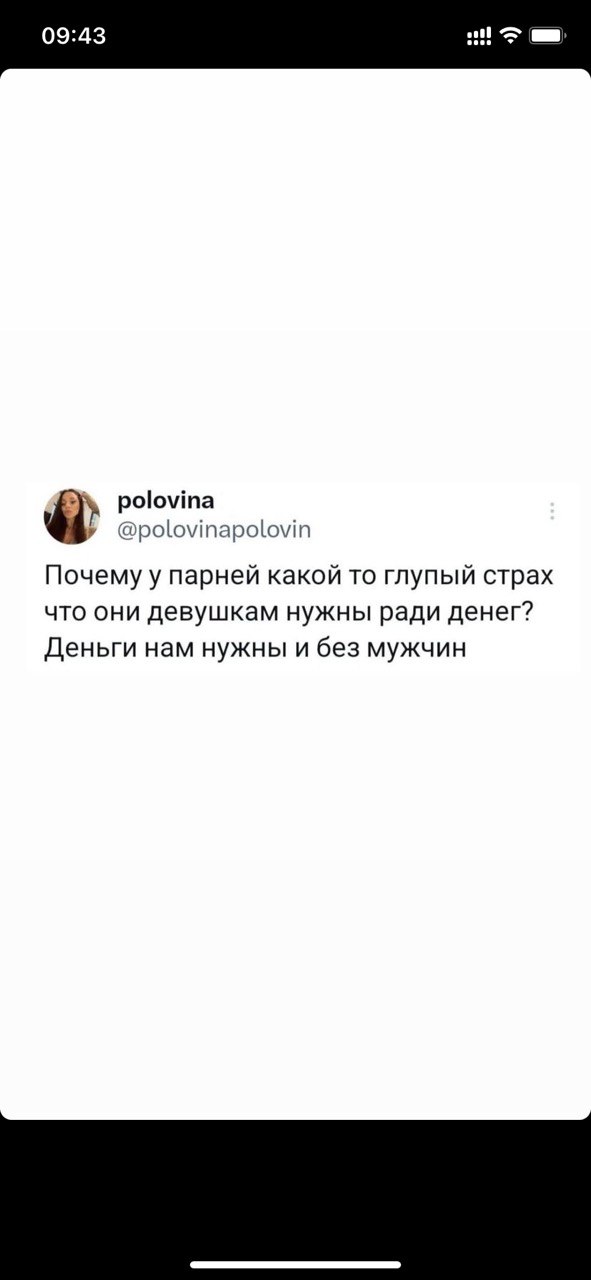 09:43
polovina
@polovinapolovin
Почему у парней какой то глупый страх
что они девушкам нужны ради денег?
Деньги нам нужны и без мужчин